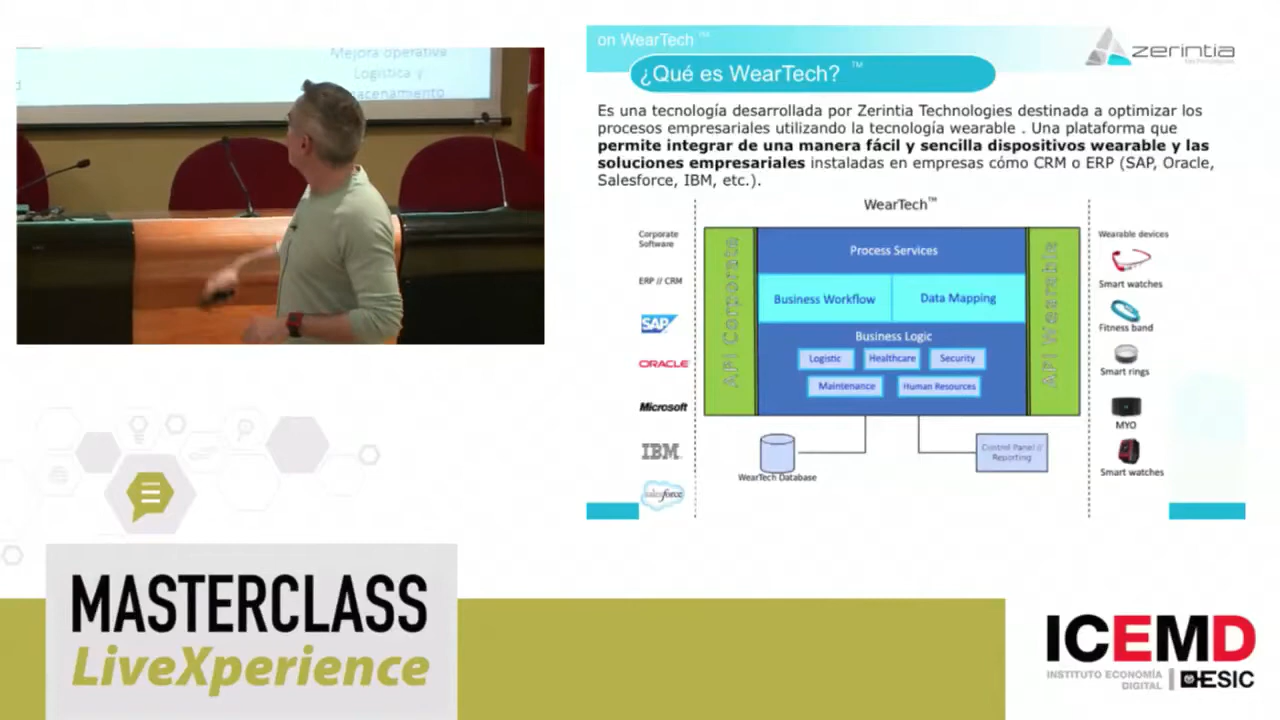 Mejora operativa
Logística y
almacenamiento
on WearTech ™
¿Qué es WearTech? ™
zerintia
Es una tecnología desarrollada por Zerintia Technologies destinada a optimizar los
procesos empresariales utilizando la tecnología wearable . Una plataforma que
permite integrar de una manera fácil y sencilla dispositivos wearable y las
soluciones empresariales instaladas en empresas cómo CRM o ERP (SAP, Oracle,
Salesforce, IBM, etc.).
WearTech™
Corporate
Software
ERP // CRM
SAP
ORACLE
Microsoft
IBM
salesforce
API Corporate
Process Services
Business Workflow
Data Mapping
Business Logic
Logistic
Healthcare
Security
Maintenance
Human Resources
API Wearable
WearTech Database
Control Panel //
Reporting
Wearable devices
Smart watches
Fitness band
Smart rings
MYO
Smart watches
MASTERCLASS
LiveXperience
ICEMD
INSTITUTO ECONOMÍA
DIGITAL
ESIC